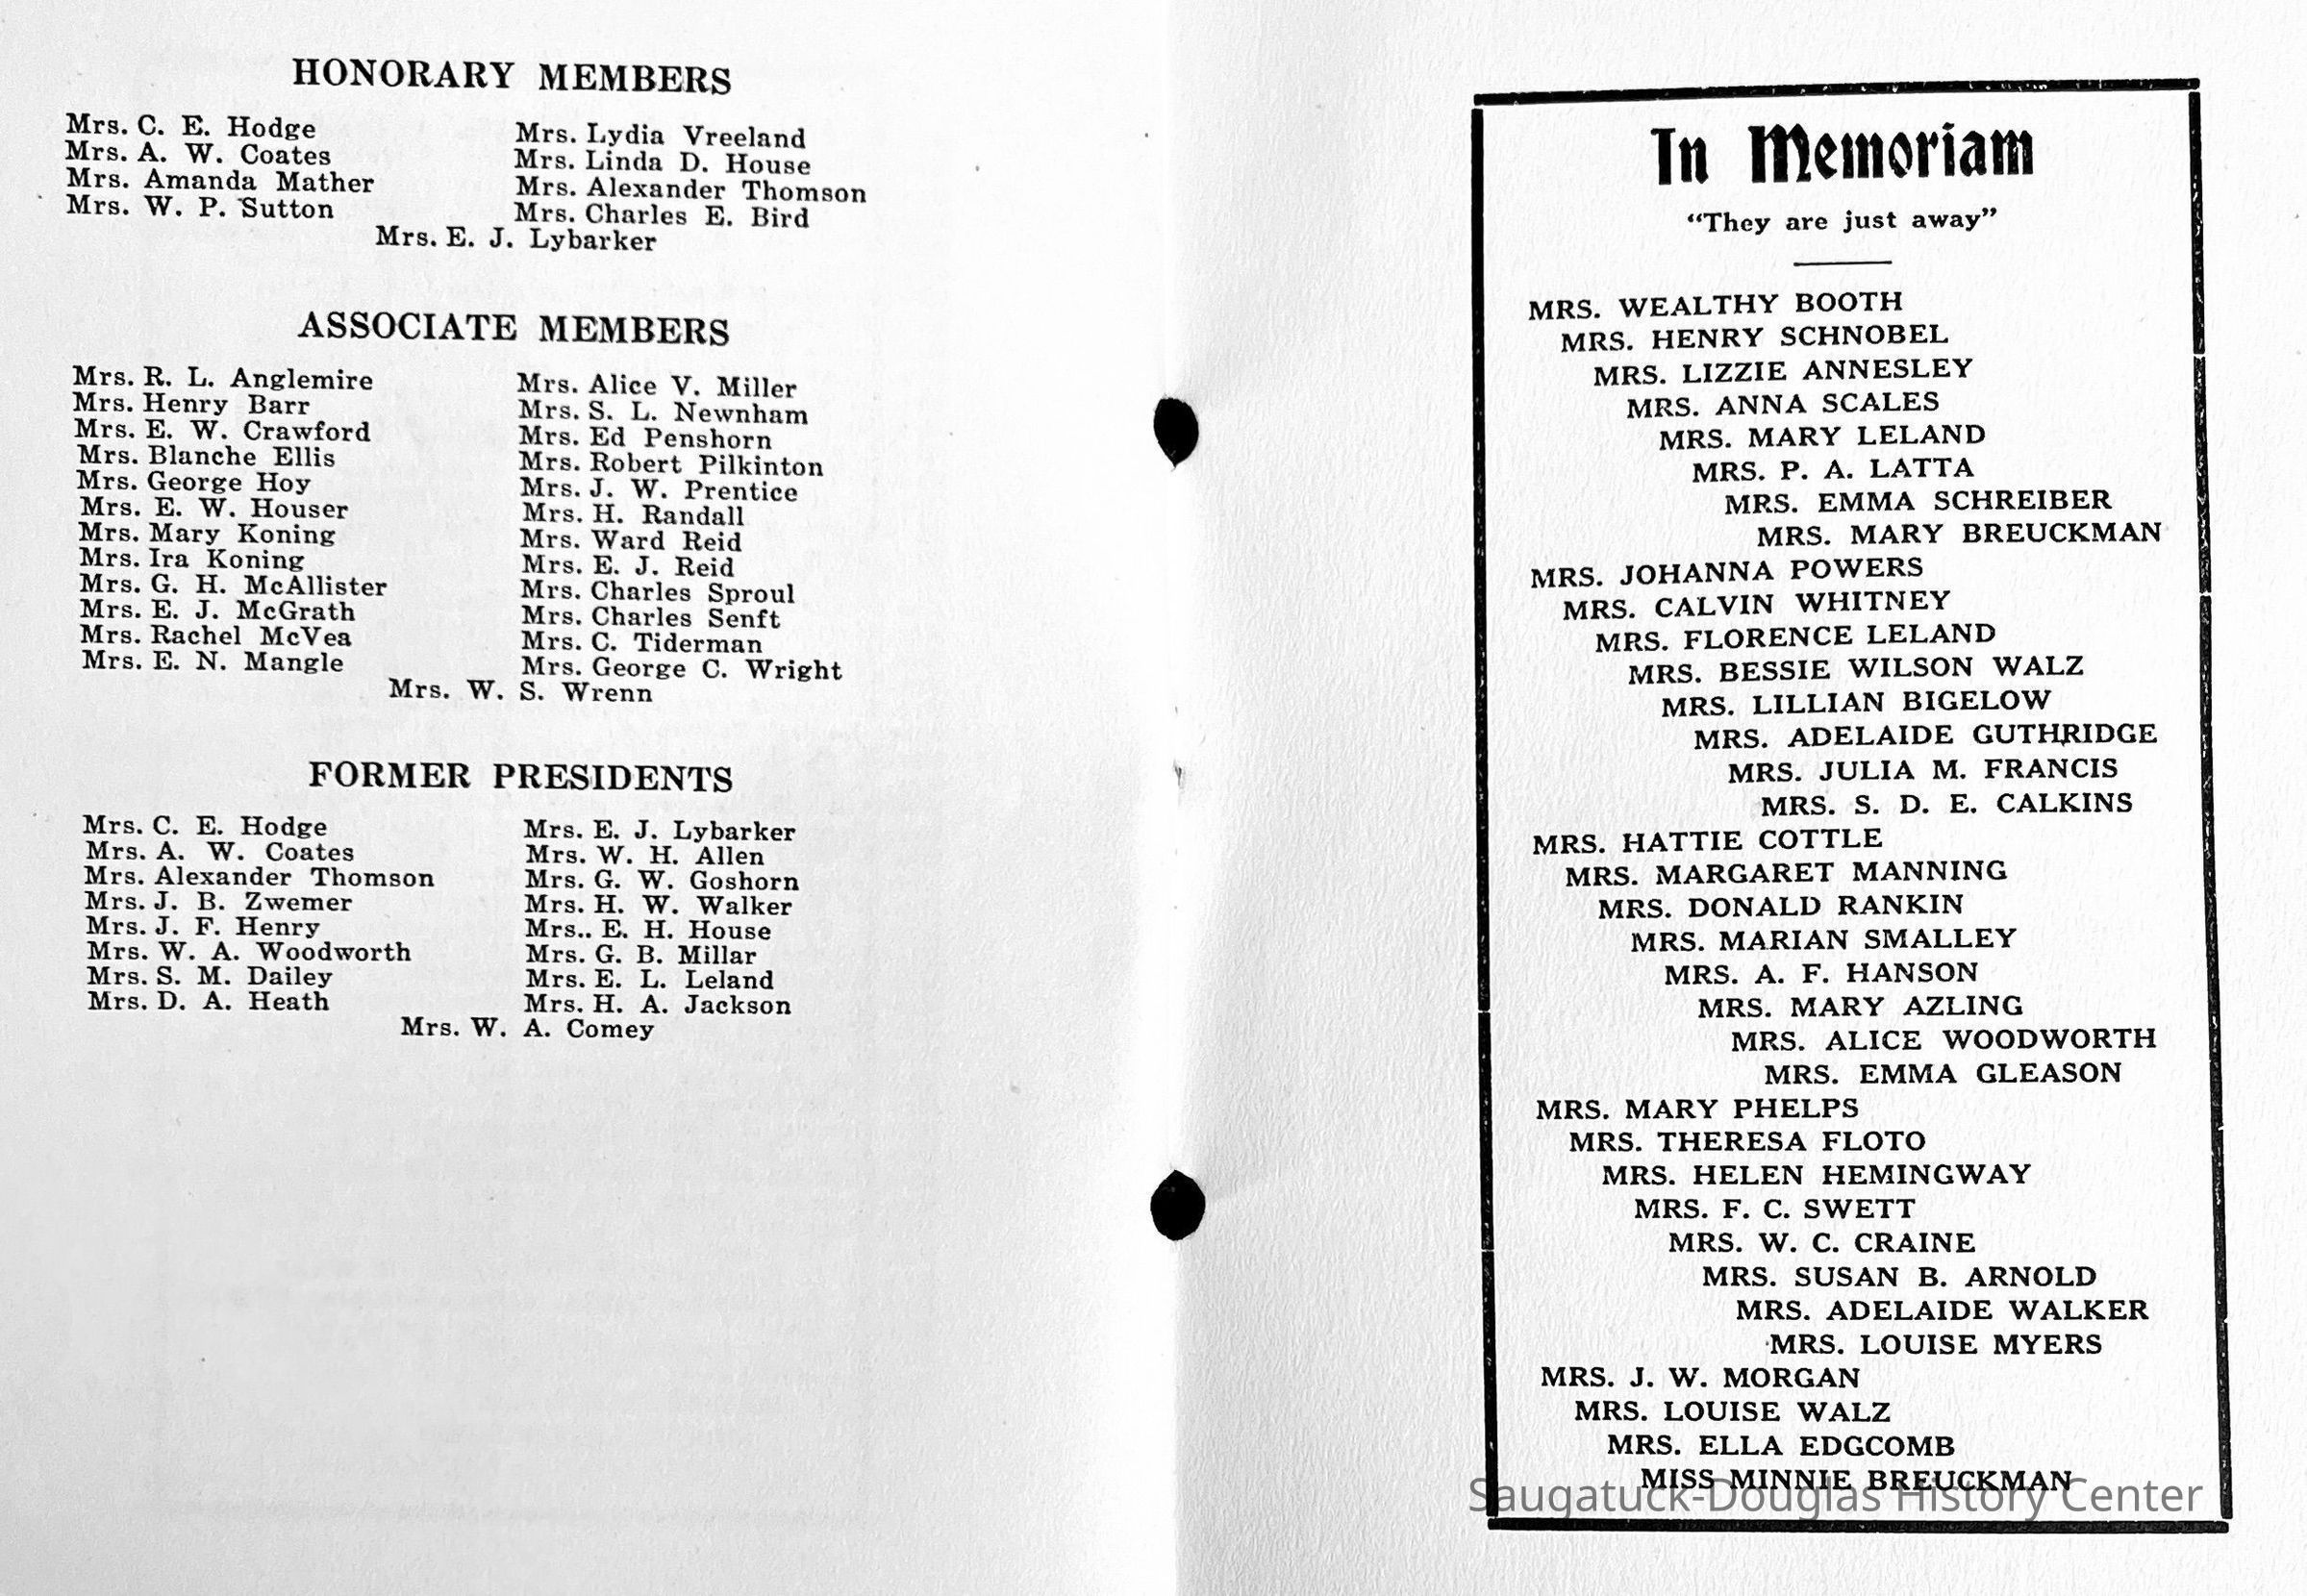 HONORARY MEMBERS
Mrs. C. E. Hodge
Mrs. A. W. Coates
Mrs. Amanda Mather
Mrs. W. P. Sutton
Mrs. Lydia Vreeland
Mrs. Linda D. House
Mrs. Alexander Thomson
Mrs. Charles E. Bird
Mrs. E. J. Lybarker
ASSOCIATE MEMBERS
Mrs. R. L. Anglemire
Mrs. Henry Barr
Mrs. E. W. Crawford
Mrs. Blanche Ellis
Mrs. George Hoy
Mrs. E. W. Houser
Mrs. Mary Koning
Mrs. Ira Koning
Mrs. G. H. McAllister
Mrs. E. J. McGrath
Mrs. Rachel McVea
Mrs. E. N. Mangle
Mrs. Alice V. Miller
Mrs. S. L. Newnham
Mrs. Ed Penshorn
Mrs. Robert Pilkinton
Mrs. J. W. Prentice
Mrs. H. Randall
Mrs. Ward Reid
Mrs. E. J. Reid
Mrs. Charles Sproul
Mrs. Charles Senft
Mrs. C. Tiderman
Mrs. George C. Wright
Mrs. W. S. Wrenn
FORMER PRESIDENTS
Mrs. C. E. Hodge
Mrs. A. W. Coates
Mrs. Alexander Thomson
Mrs. J. B. Zwemer
Mrs. J. F. Henry
Mrs. W. A. Woodworth
Mrs. S. M. Dailey
Mrs. D. A. Heath
Mrs. E. J. Lybarker
Mrs. W. H. Allen
Mrs. G. W. Goshorn
Mrs. H. W. Walker
Mrs.. E. H. House
Mrs. G. B. Millar
Mrs. E. L. Leland
Mrs. H. A. Jackson
Mrs. W. A. Comey
In Memoriam
“They are just away”
MRS. WEALTHY BOOTH
MRS. HENRY SCHNOBEL
MRS. LIZZIE ANNESLEY
MRS. ANNA SCALES
MRS. MARY LELAND
MRS. P. A. LATTA
MRS. EMMA SCHREIBER
MRS. MARY BREUCKMAN
MRS. JOHANNA POWERS
MRS. CALVIN WHITNEY
MRS. FLORENCE LELAND
MRS. BESSIE WILSON WALZ
MRS. LILLIAN BIGELOW
MRS. ADELAIDE GUTHRIDGE
MRS. JULIA M. FRANCIS
MRS. S. D. E. CALKINS
MRS. HATTIE COTTLE
MRS. MARGARET MANNING
MRS. DONALD RANKIN
MRS. MARIAN SMALLEY
MRS. A. F. HANSON
MRS. MARY AZLING
MRS. ALICE WOODWORTH
MRS. EMMA GLEASON
MRS. MARY PHELPS
MRS. THERESA FLOTO
MRS. HELEN HEMINGWAY
MRS. F. C. SWETT
MRS. W. C. CRAINE
MRS. SUSAN B. ARNOLD
MRS. ADELAIDE WALKER
MRS. LOUISE MYERS
MRS. J. W. MORGAN
MRS. LOUISE WALZ
MRS. ELLA EDGCOMB
MISS MINNIE BREUCKMAN
Saugatuck-Douglas History Center